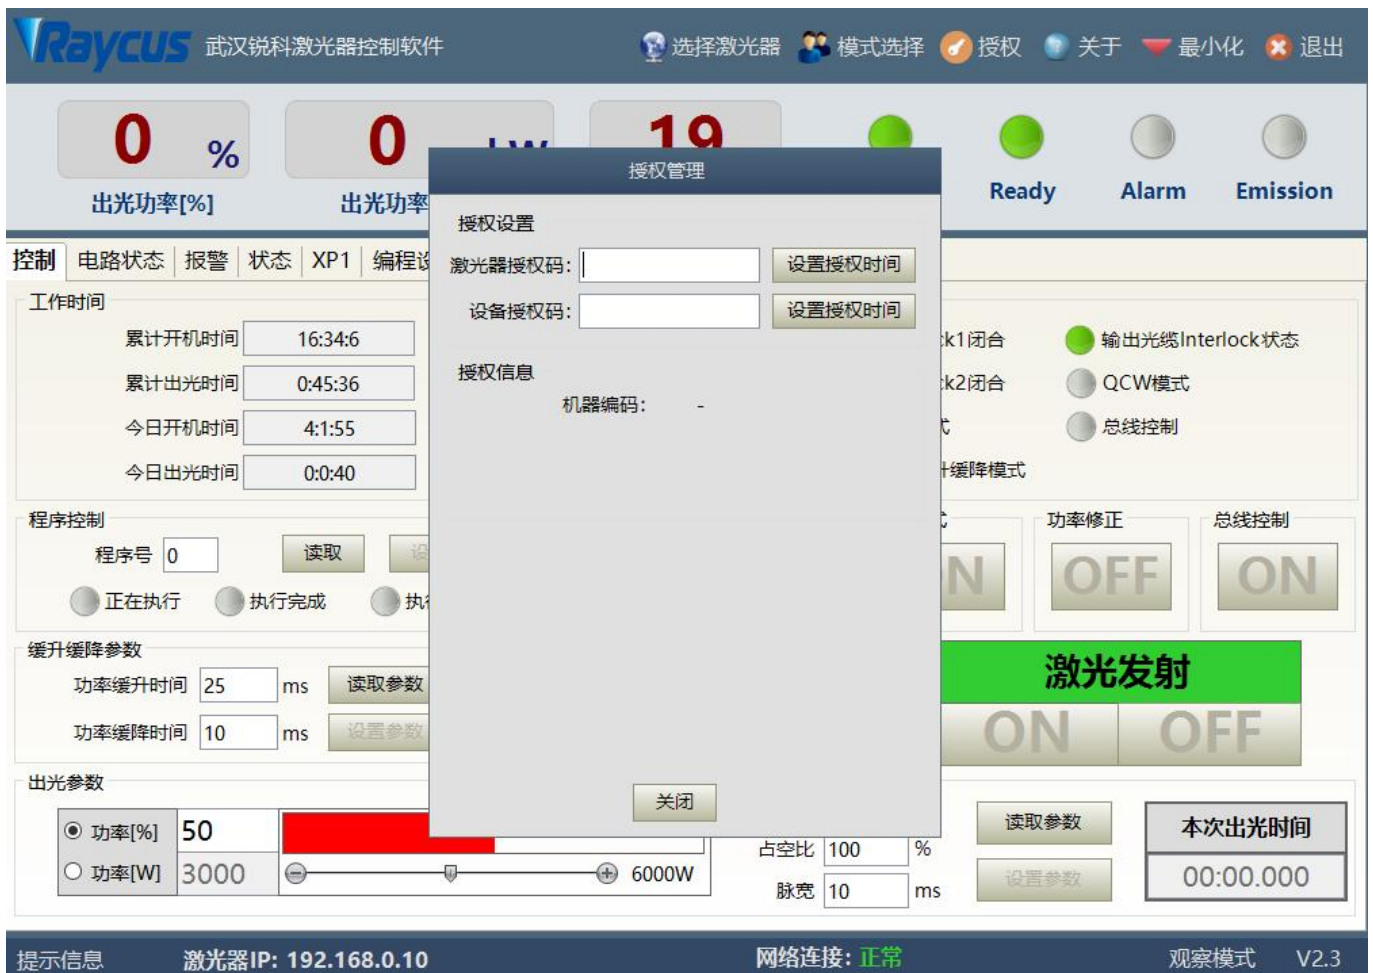 Raycus 武汉锐科激光器控制软件 选择激光器 模式选择 授权 关于 最小化 退出
0 % 0 19
出光功率[%] 出光功率 Ready Alarm Emission
授权管理
控制 电路状态 报警 状态 XP1 编程设
授权设置
激光器授权码: 设置授权时间
设备授权码: 设置授权时间
授权信息
机器编码: -
关闭
工作时间
累计开机时间 16:34:6
累计出光时间 0:45:36
今日开机时间 4:1:55
今日出光时间 0:0:40
ck1闭合 输出光缆Interlock状态
ck2闭合 QCW模式
式 总线控制
升缓降模式
程序控制
程序号 0 读取 设
正在执行 执行完成 执行
功率修正 总线控制
N OFF ON
缓升缓降参数
功率缓升时间 25 ms 读取参数
功率缓降时间 10 ms 设置参数
激光发射
ON OFF
出光参数
功率[%] 50
功率[W] 3000 6000W
占空比 100 %
脉宽 10 ms
读取参数
设置参数
本次出光时间
00:00.000
提示信息 激光器IP: 192.168.0.10 网络连接: 正常 观察模式 V2.3